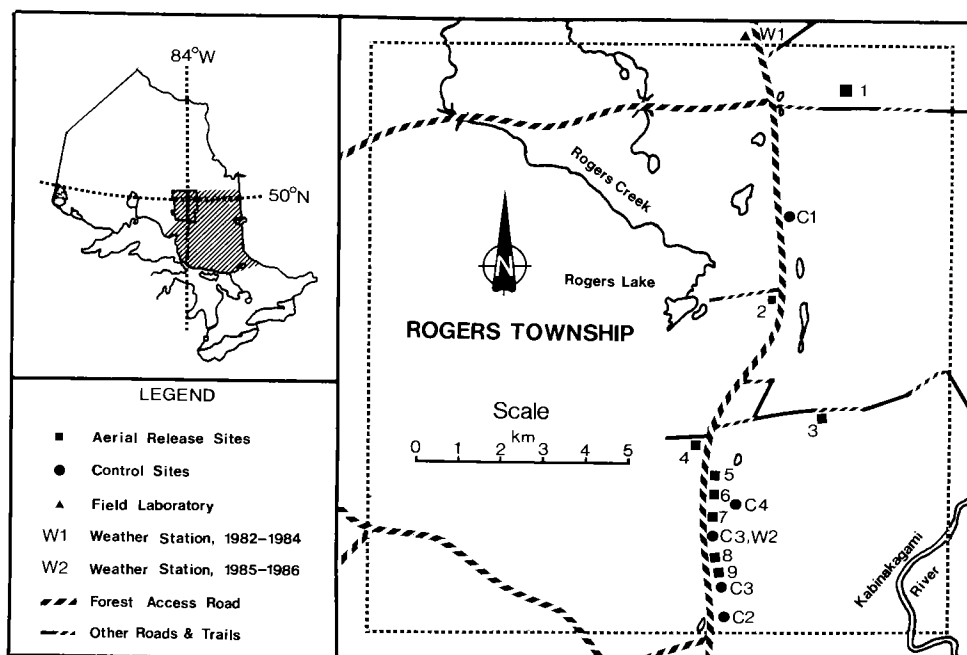 84°W
50°N
LEGEND
Aerial Release Sites
Control Sites
Field Laboratory
W1 Weather Station, 1982–1984
W2 Weather Station, 1985–1986
Forest Access Road
Other Roads & Trails
W1
1
Rogers Creek
C1
N
Rogers Lake
2
ROGERS TOWNSHIP
Scale
km
0 1 2 3 4 5
3
4
5
6
C4
7
C3,W2
8
9
C3
C2
Kabinakagami
River